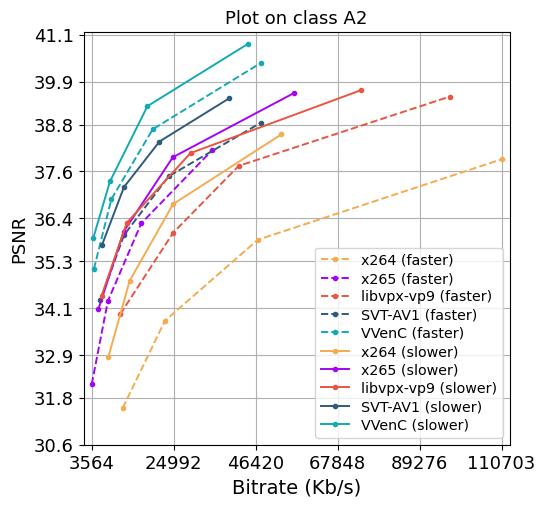 Plot on class A2
41.1
39.9
38.8
37.6
36.4
35.3
34.1
32.9
31.8
30.6
PSNR
x264 (faster)
x265 (faster)
libvpx-vp9 (faster)
SVT-AV1 (faster)
VVenC (faster)
x264 (slower)
x265 (slower)
libvpx-vp9 (slower)
SVT-AV1 (slower)
VVenC (slower)
3564 24992 46420 67848 89276 110703
Bitrate (Kb/s)